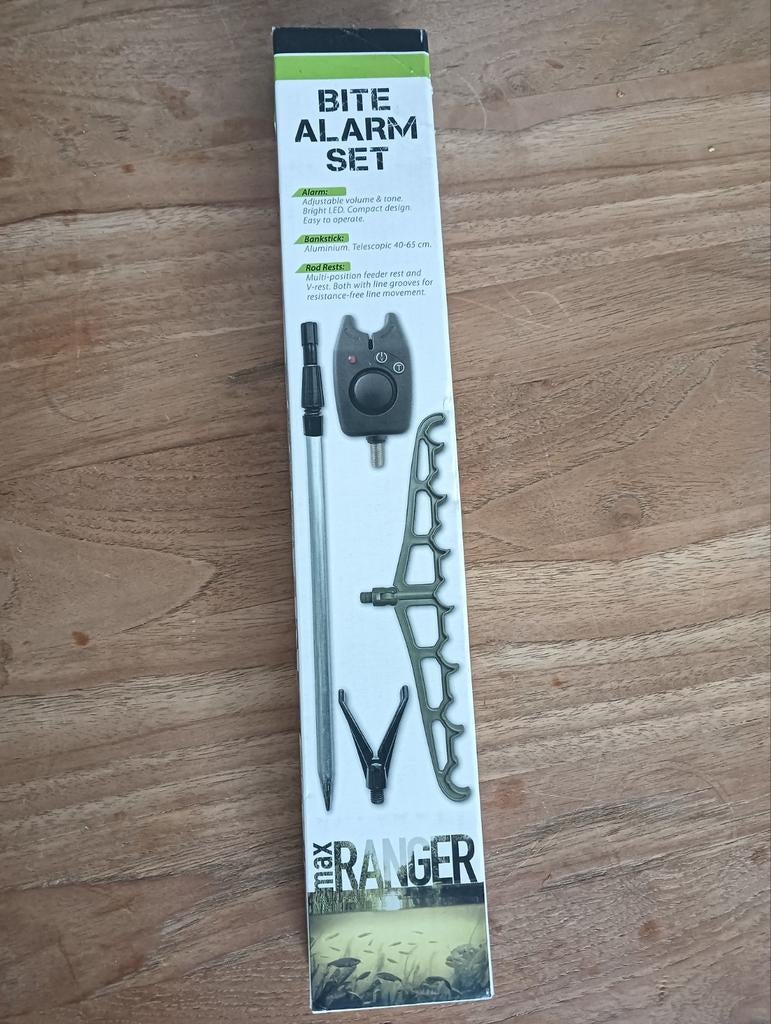 BITE
ALARM
SET
Alarm:
Adjustable volume & tone.
Bright LED. Compact design.
Easy to operate.
Bankstick:
Aluminium. Telescopic 40-65 cm.
Rod Rests:
Multi-position feeder rest and
V-rest. Both with line grooves for
resistance-free line movement.
T
max RANGER